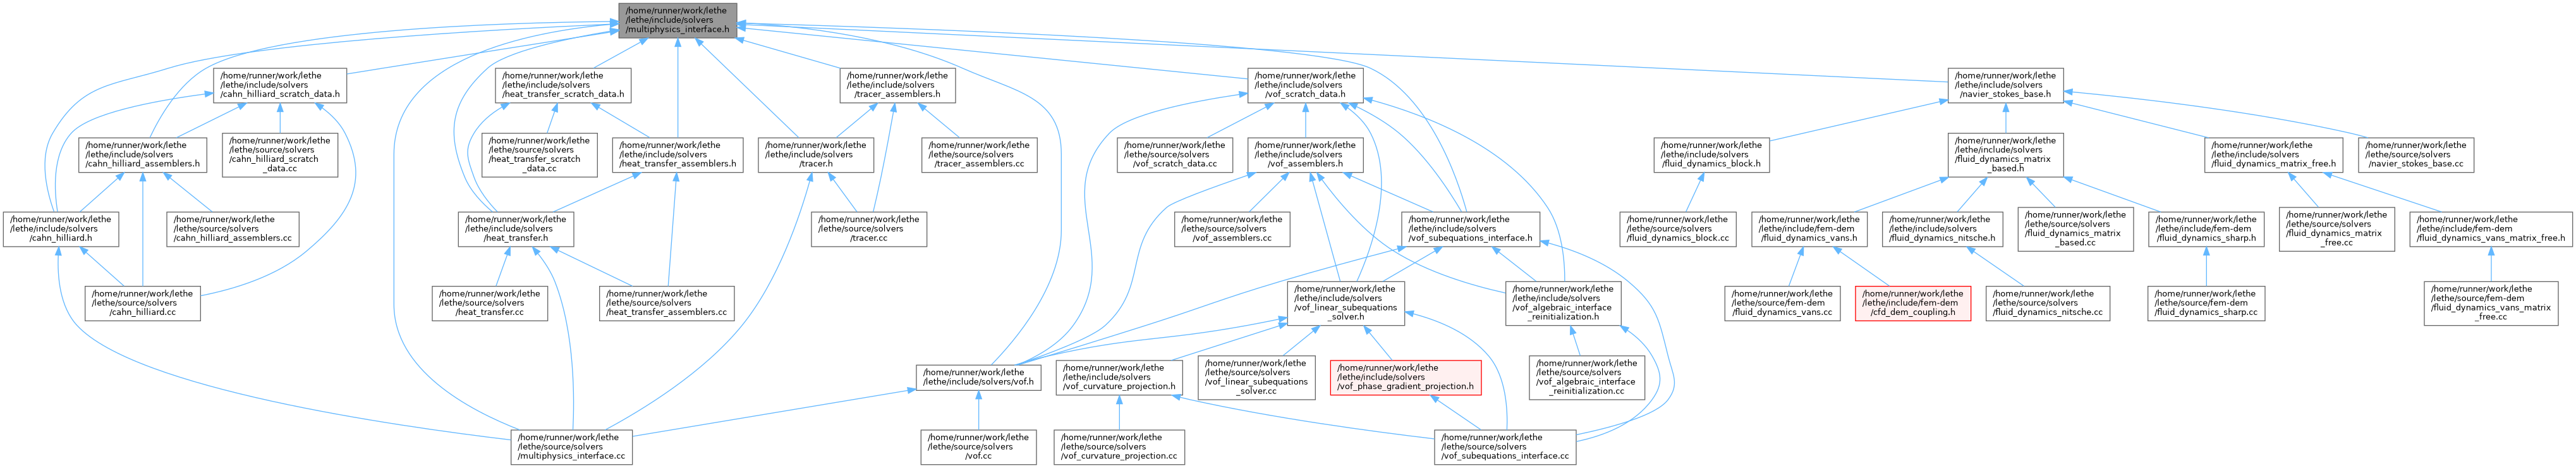 /home/runner/work/lethe
/lethe/include/solvers
/multiphysics_interface.h
/home/runner/work/lethe
/lethe/include/solvers
/cahn_hilliard_scratch_data.h
/home/runner/work/lethe
/lethe/include/solvers
/heat_transfer_scratch_data.h
/home/runner/work/lethe
/lethe/include/solvers
/tracer_assemblers.h
/home/runner/work/lethe
/lethe/include/solvers
/vof_scratch_data.h
/home/runner/work/lethe
/lethe/include/solvers
/navier_stokes_base.h
/home/runner/work/lethe
/lethe/include/solvers
/cahn_hilliard_assemblers.h
/home/runner/work/lethe
/lethe/source/solvers
/cahn_hilliard_scratch
_data.cc
/home/runner/work/lethe
/lethe/source/solvers
/heat_transfer_scratch
_data.cc
/home/runner/work/lethe
/lethe/include/solvers
/heat_transfer_assemblers.h
/home/runner/work/lethe
/lethe/include/solvers
/tracer.h
/home/runner/work/lethe
/lethe/source/solvers
/tracer_assemblers.cc
/home/runner/work/lethe
/lethe/source/solvers
/vof_scratch_data.cc
/home/runner/work/lethe
/lethe/include/solvers
/vof_assemblers.h
/home/runner/work/lethe
/lethe/include/solvers
/fluid_dynamics_block.h
/home/runner/work/lethe
/lethe/include/solvers
/fluid_dynamics_matrix
_based.h
/home/runner/work/lethe
/lethe/include/solvers
/fluid_dynamics_matrix_free.h
/home/runner/work/lethe
/lethe/source/solvers
/navier_stokes_base.cc
/home/runner/work/lethe
/lethe/include/solvers
/cahn_hilliard.h
/home/runner/work/lethe
/lethe/source/solvers
/cahn_hilliard_assemblers.cc
/home/runner/work/lethe
/lethe/include/solvers
/heat_transfer.h
/home/runner/work/lethe
/lethe/source/solvers
/tracer.cc
/home/runner/work/lethe
/lethe/source/solvers
/vof_assemblers.cc
/home/runner/work/lethe
/lethe/include/solvers
/vof_subequations_interface.h
/home/runner/work/lethe
/lethe/source/solvers
/fluid_dynamics_block.cc
/home/runner/work/lethe
/lethe/include/fem-dem
/fluid_dynamics_vans.h
/home/runner/work/lethe
/lethe/include/solvers
/fluid_dynamics_nitsche.h
/home/runner/work/lethe
/lethe/source/solvers
/fluid_dynamics_matrix
_based.cc
/home/runner/work/lethe
/lethe/include/fem-dem
/fluid_dynamics_sharp.h
/home/runner/work/lethe
/lethe/source/solvers
/fluid_dynamics_matrix
_free.cc
/home/runner/work/lethe
/lethe/include/fem-dem
/fluid_dynamics_vans_matrix_free.h
/home/runner/work/lethe
/lethe/source/solvers
/cahn_hilliard.cc
/home/runner/work/lethe
/lethe/source/solvers
/heat_transfer.cc
/home/runner/work/lethe
/lethe/source/solvers
/heat_transfer_assemblers.cc
/home/runner/work/lethe
/lethe/include/solvers
/vof_linear_subequations
_solver.h
/home/runner/work/lethe
/lethe/include/solvers
/vof_algebraic_interface
_reinitialization.h
/home/runner/work/lethe
/lethe/source/fem-dem
/fluid_dynamics_vans.cc
/home/runner/work/lethe
/lethe/include/fem-dem
/cfd_dem_coupling.h
/home/runner/work/lethe
/lethe/source/solvers
/fluid_dynamics_nitsche.cc
/home/runner/work/lethe
/lethe/source/fem-dem
/fluid_dynamics_sharp.cc
/home/runner/work/lethe
/lethe/source/fem-dem
/fluid_dynamics_vans_matrix
_free.cc
/home/runner/work/lethe
/lethe/include/solvers/vof.h
/home/runner/work/lethe
/lethe/include/solvers
/vof_curvature_projection.h
/home/runner/work/lethe
/lethe/source/solvers
/vof_linear_subequations
_solver.cc
/home/runner/work/lethe
/lethe/include/solvers
/vof_phase_gradient_projection.h
/home/runner/work/lethe
/lethe/source/solvers
/vof_algebraic_interface
_reinitialization.cc
/home/runner/work/lethe
/lethe/source/solvers
/multiphysics_interface.cc
/home/runner/work/lethe
/lethe/source/solvers
/vof.cc
/home/runner/work/lethe
/lethe/source/solvers
/vof_curvature_projection.cc
/home/runner/work/lethe
/lethe/source/solvers
/vof_subequations_interface.cc